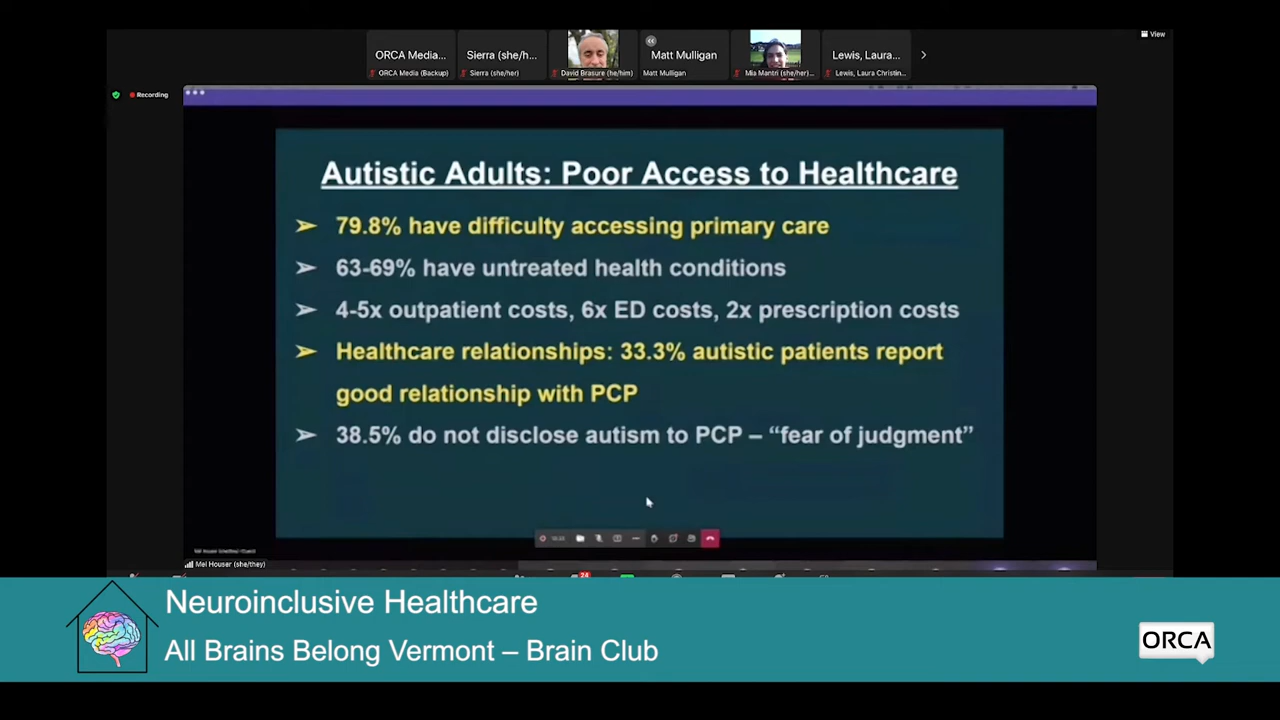 View
ORCA Media...
Sierra (she/h...
Matt Mulligan
Lewis, Laura...
ORCA Media (Backup)
Sierra (she/her)
David Brasure (he/him)
Matt Mulligan
Mia Mantri (she/her)...
Lewis, Laura Christin...
Recording
Autistic Adults: Poor Access to Healthcare
➢ 79.8% have difficulty accessing primary care
➢ 63-69% have untreated health conditions
➢ 4-5x outpatient costs, 6x ED costs, 2x prescription costs
➢ Healthcare relationships: 33.3% autistic patients report
good relationship with PCP
➢ 38.5% do not disclose autism to PCP – “fear of judgment”
Mel Houser (she/they)
24
Neuroinclusive Healthcare
All Brains Belong Vermont – Brain Club
ORCA